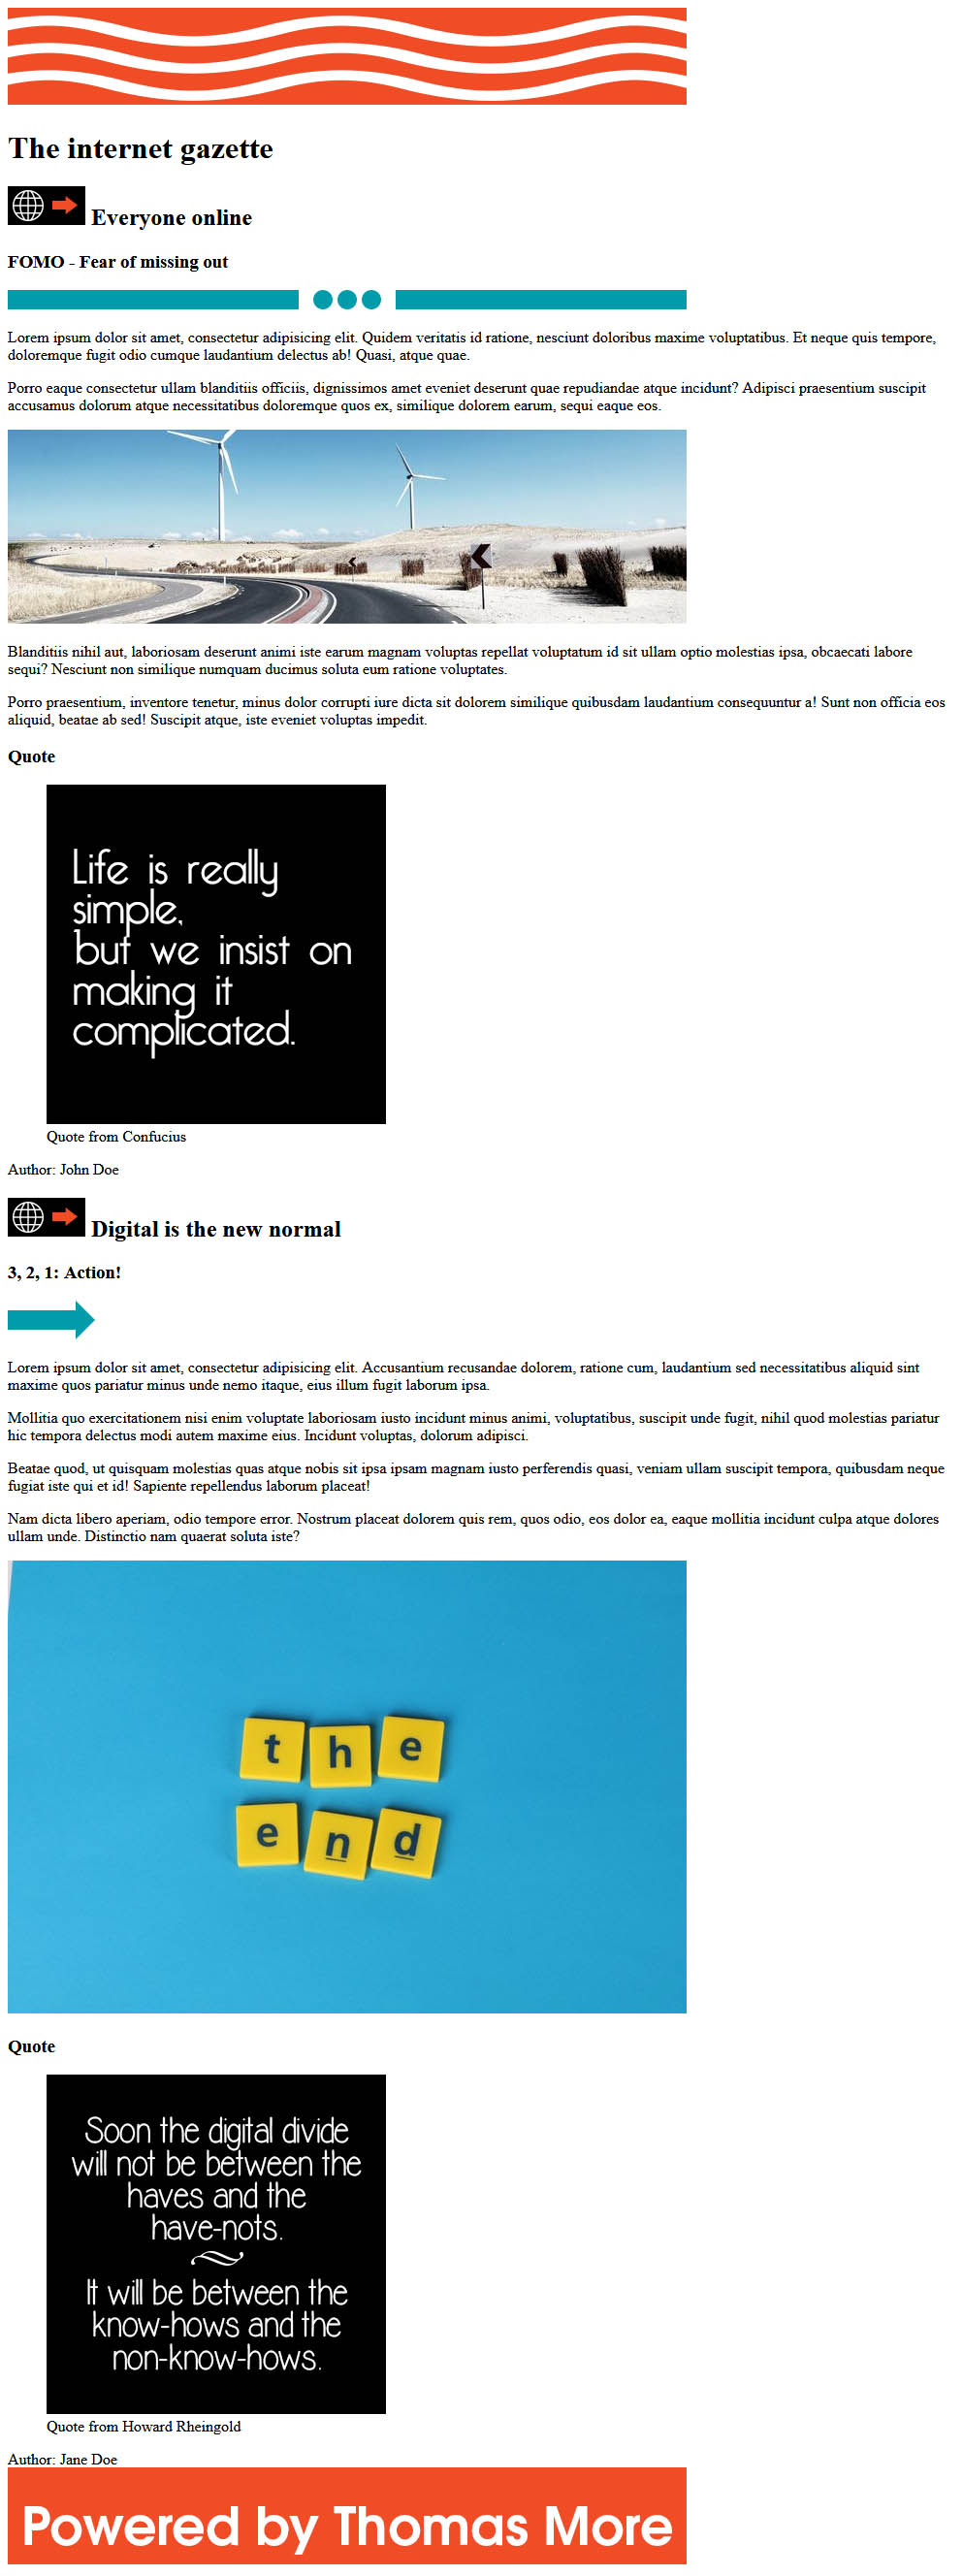 The internet gazette
Everyone online
FOMO - Fear of missing out
Lorem ipsum dolor sit amet, consectetur adipisicing elit. Quidem veritatis id ratione, nesciunt doloribus maxime voluptatibus. Et neque quis tempore,
doloremque fugit odio cumque laudantium delectus ab! Quasi, atque quae.
Porro eaque consectetur ullam blanditiis officiis, dignissimos amet eveniet deserunt quae repudiandae atque incidunt? Adipisci praesentium suscipit
accusamus dolorum atque necessitatibus doloremque quos ex, similique dolorem earum, sequi eaque eos.
Blanditiis nihil aut, laboriosam deserunt animi iste earum magnam voluptas repellat voluptatum id sit ullam optio molestias ipsa, obcaecati labore
sequi? Nesciunt non similique numquam ducimus soluta eum ratione voluptates.
Porro praesentium, inventore tenetur, minus dolor corrupti iure dicta sit dolorem similique quibusdam laudantium consequuntur a! Sunt non officia eos
aliquid, beatae ab sed! Suscipit atque, iste eveniet voluptas impedit.
Quote
Life is really
simple,
but we insist on
making it
complicated.
Quote from Confucius
Author: John Doe
Digital is the new normal
3, 2, 1: Action!
Lorem ipsum dolor sit amet, consectetur adipisicing elit. Accusantium recusandae dolorem, ratione cum, laudantium sed necessitatibus aliquid sint
maxime quos pariatur minus unde nemo itaque, eius illum fugit laborum ipsa.
Mollitia quo exercitationem nisi enim voluptate laboriosam iusto incidunt minus animi, voluptatibus, suscipit unde fugit, nihil quod molestias pariatur
hic tempora delectus modi autem maxime eius. Incidunt voluptas, dolorum adipisci.
Beatae quod, ut quisquam molestias quas atque nobis sit ipsa ipsam magnam iusto perferendis quasi, veniam ullam suscipit tempora, quibusdam neque
fugiat iste qui et id! Sapiente repellendus laborum placeat!
Nam dicta libero aperiam, odio tempore error. Nostrum placeat dolorem quis rem, quos odio, eos dolor ea, eaque mollitia incidunt culpa atque dolores
ullam unde. Distinctio nam quaerat soluta iste?
the
end
Quote
Soon the digital divide
will not be between the
haves and the
have-nots.
It will be between the
know-hows and the
non-know-hows.
Quote from Howard Rheingold
Author: Jane Doe
Powered by Thomas More